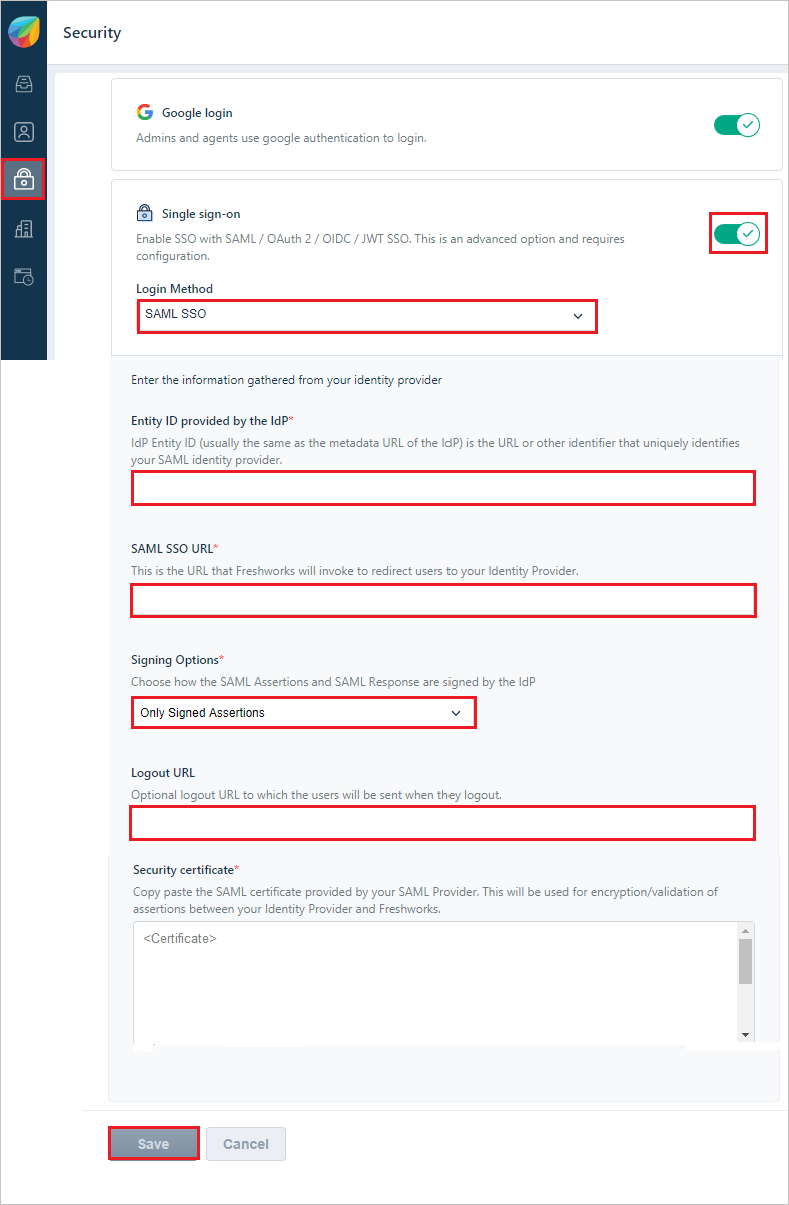 Security
Google login
Admins and agents use google authentication to login.
Single sign-on
Enable SSO with SAML / OAuth 2 / OIDC / JWT SSO. This is an advanced option and requires
configuration.
Login Method
SAML SSO
Enter the information gathered from your identity provider
Entity ID provided by the IdP*
IdP Entity ID (usually the same as the metadata URL of the IdP) is the URL or other identifier that uniquely identifies
your SAML identity provider.
SAML SSO URL*
This is the URL that Freshworks will invoke to redirect users to your Identity Provider.
Signing Options*
Choose how the SAML Assertions and SAML Response are signed by the IdP
Only Signed Assertions
Logout URL
Optional logout URL to which the users will be sent when they logout.
Security certificate*
Copy paste the SAML certificate provided by your SAML Provider. This will be used for encryption/validation of
assertions between your Identity Provider and Freshworks.
<Certificate>
Save
Cancel